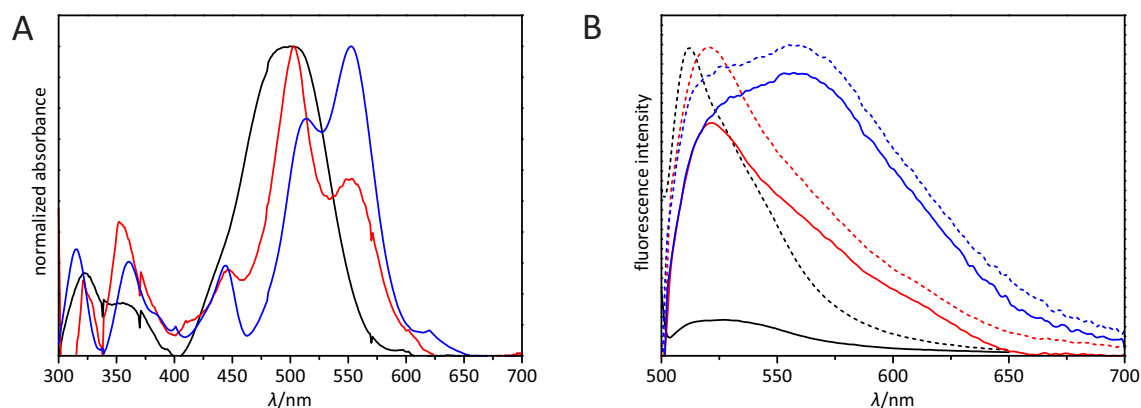 A
normalized absorbance
300 350 400 450 500 550 600 650 700
λ/nm
B
fluorescence intensity
500 550 600 650 700
λ/nm